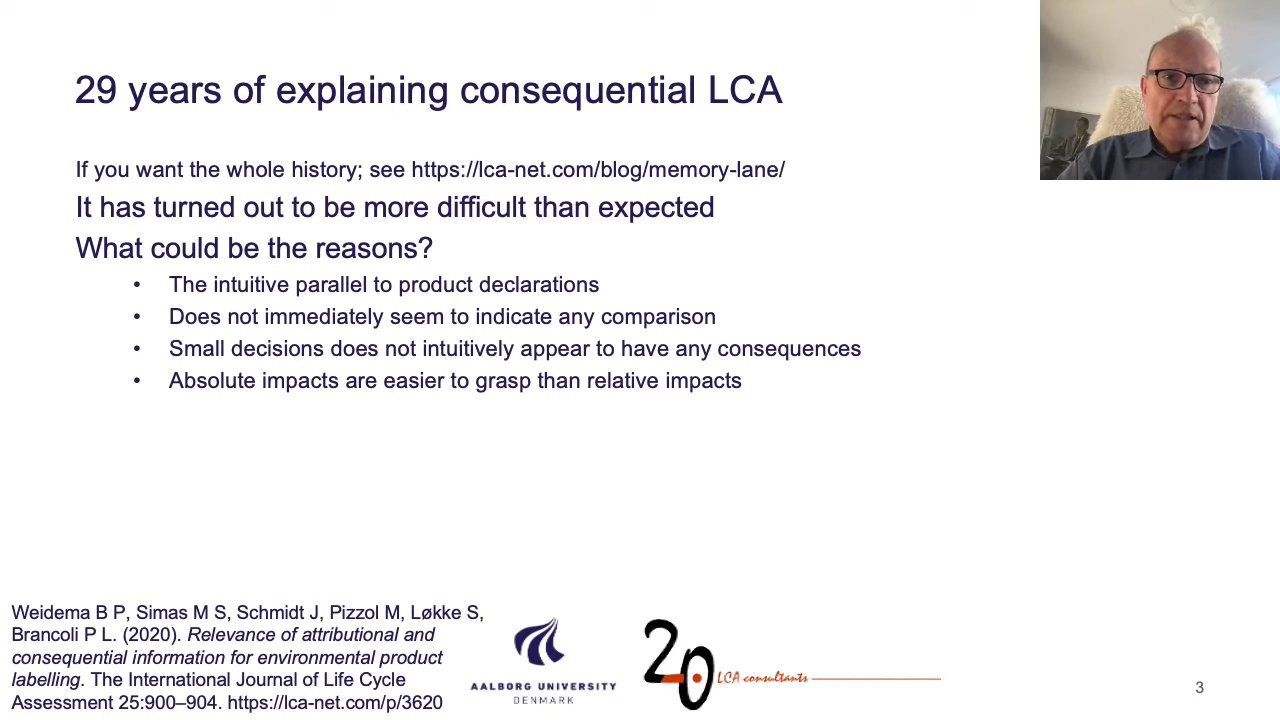 29 years of explaining consequential LCA
If you want the whole history; see https://lca-net.com/blog/memory-lane/
It has turned out to be more difficult than expected
What could be the reasons?
• The intuitive parallel to product declarations
• Does not immediately seem to indicate any comparison
• Small decisions does not intuitively appear to have any consequences
• Absolute impacts are easier to grasp than relative impacts
Weidema B P, Simas M S, Schmidt J, Pizzol M, Løkke S,
Brancoli P L. (2020). Relevance of attributional and
consequential information for environmental product
labelling. The International Journal of Life Cycle
Assessment 25:900–904. https://lca-net.com/p/3620
AALBORG UNIVERSITY
DENMARK
2.0 LCA consultants
3